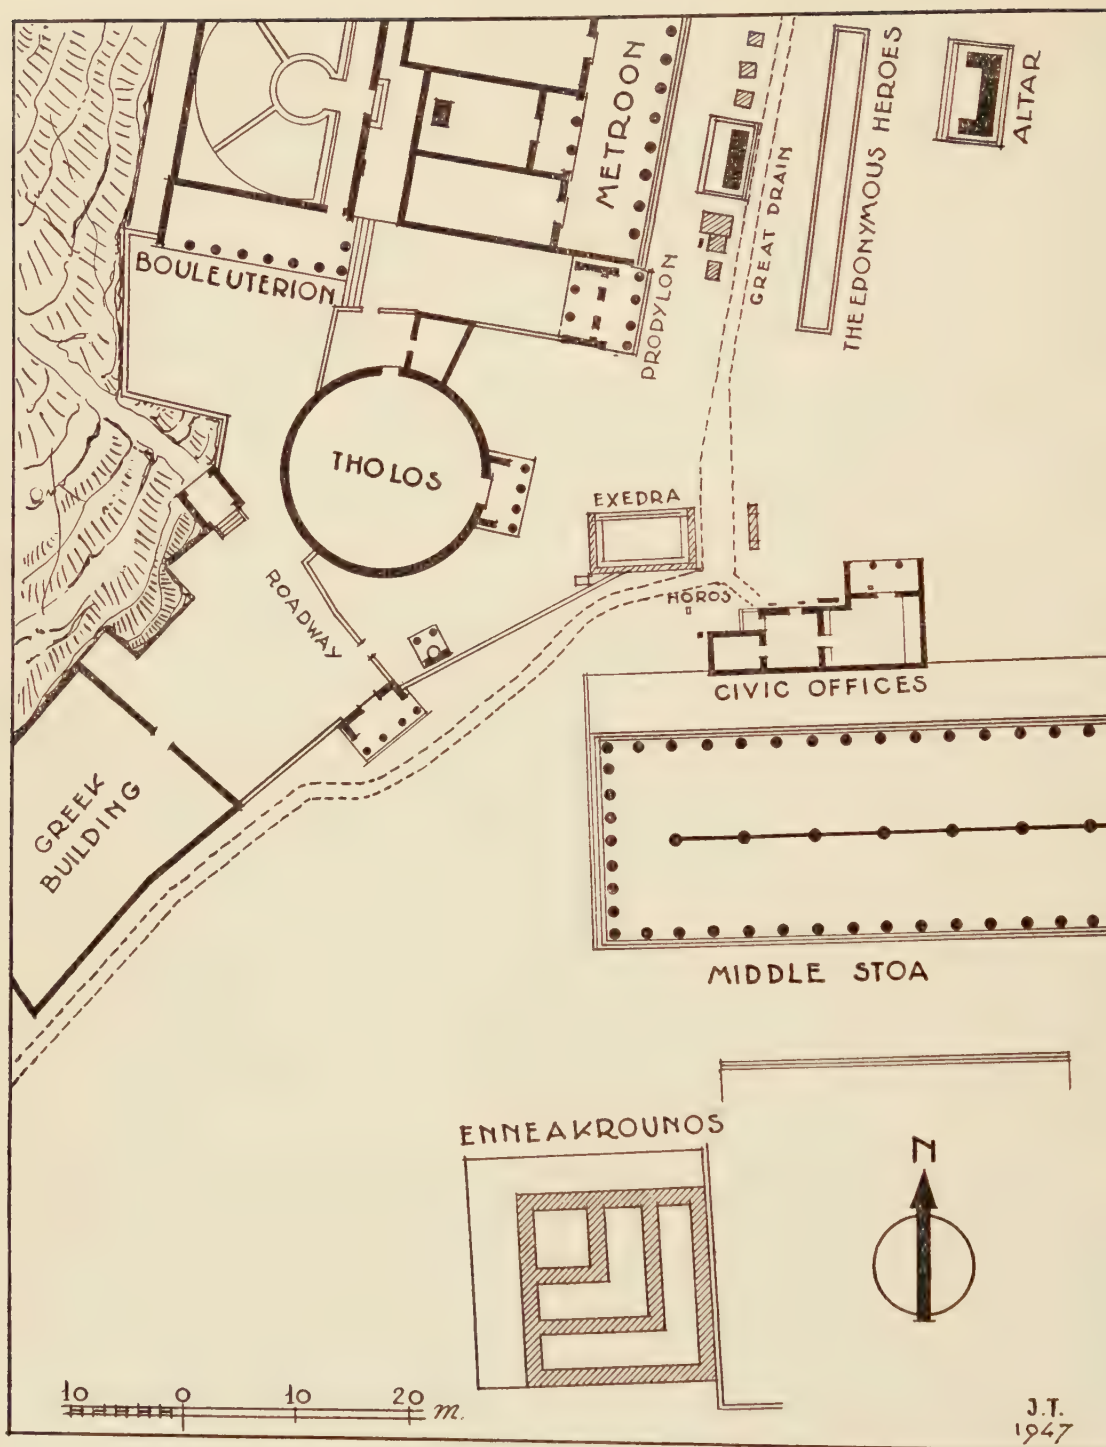 METROON
THE EPONYMOUS HEROES
ALTAR
GREAT DRAIN
BOULEUTERION
PRODYLON
THOLOS
EXEDRA
ROADWAY
HOROS
CIVIC OFFICES
GREEK
BUILDING
MIDDLE STOA
ENNEAKROUNOS
N
10 0 10 20 m.
J.T.
1947